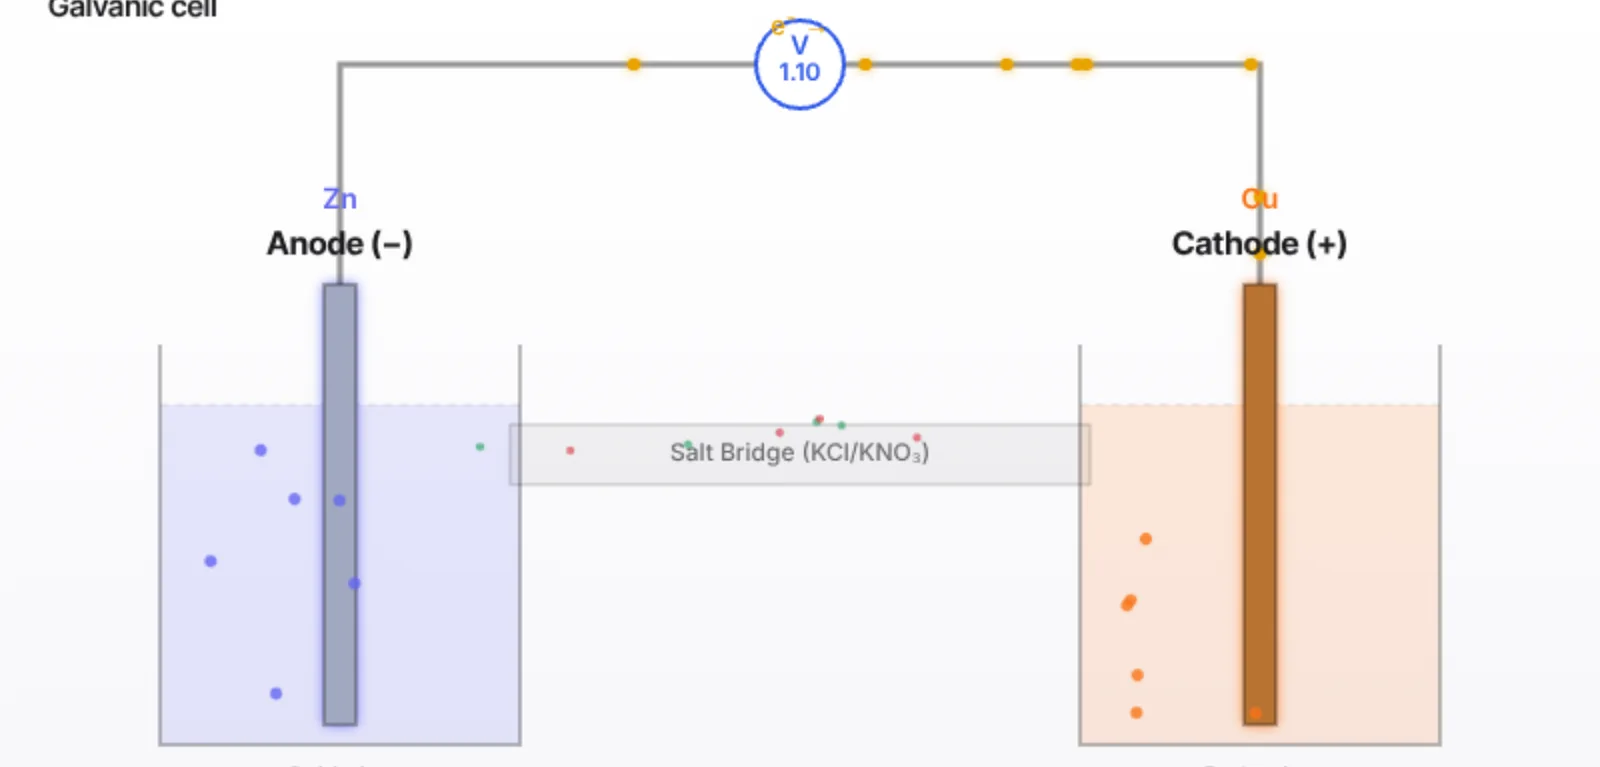 Galvanic cell
e⁻ →
V
1.10
Zn
Cu
Anode (−)
Cathode (+)
Salt Bridge (KCl/KNO₃)